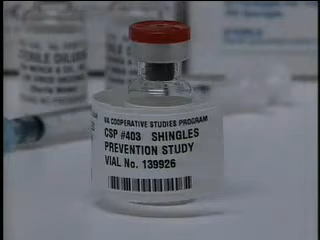 VA COOPERATIVE STUDIES PROGRAM
CSP #403 SHINGLES
PREVENTION STUDY
VIAL No. 139926
STERILE DILUENT